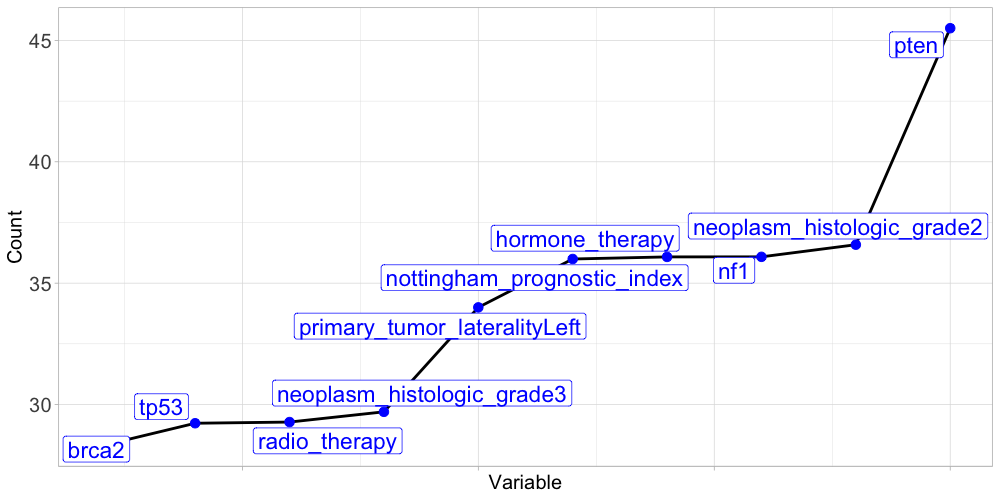 45
pten
Count
40
neoplasm_histologic_grade2
hormone_therapy
nf1
nottingham_prognostic_index
35
primary_tumor_lateralityLeft
neoplasm_histologic_grade3
30
tp53
radio_therapy
brca2
Variable